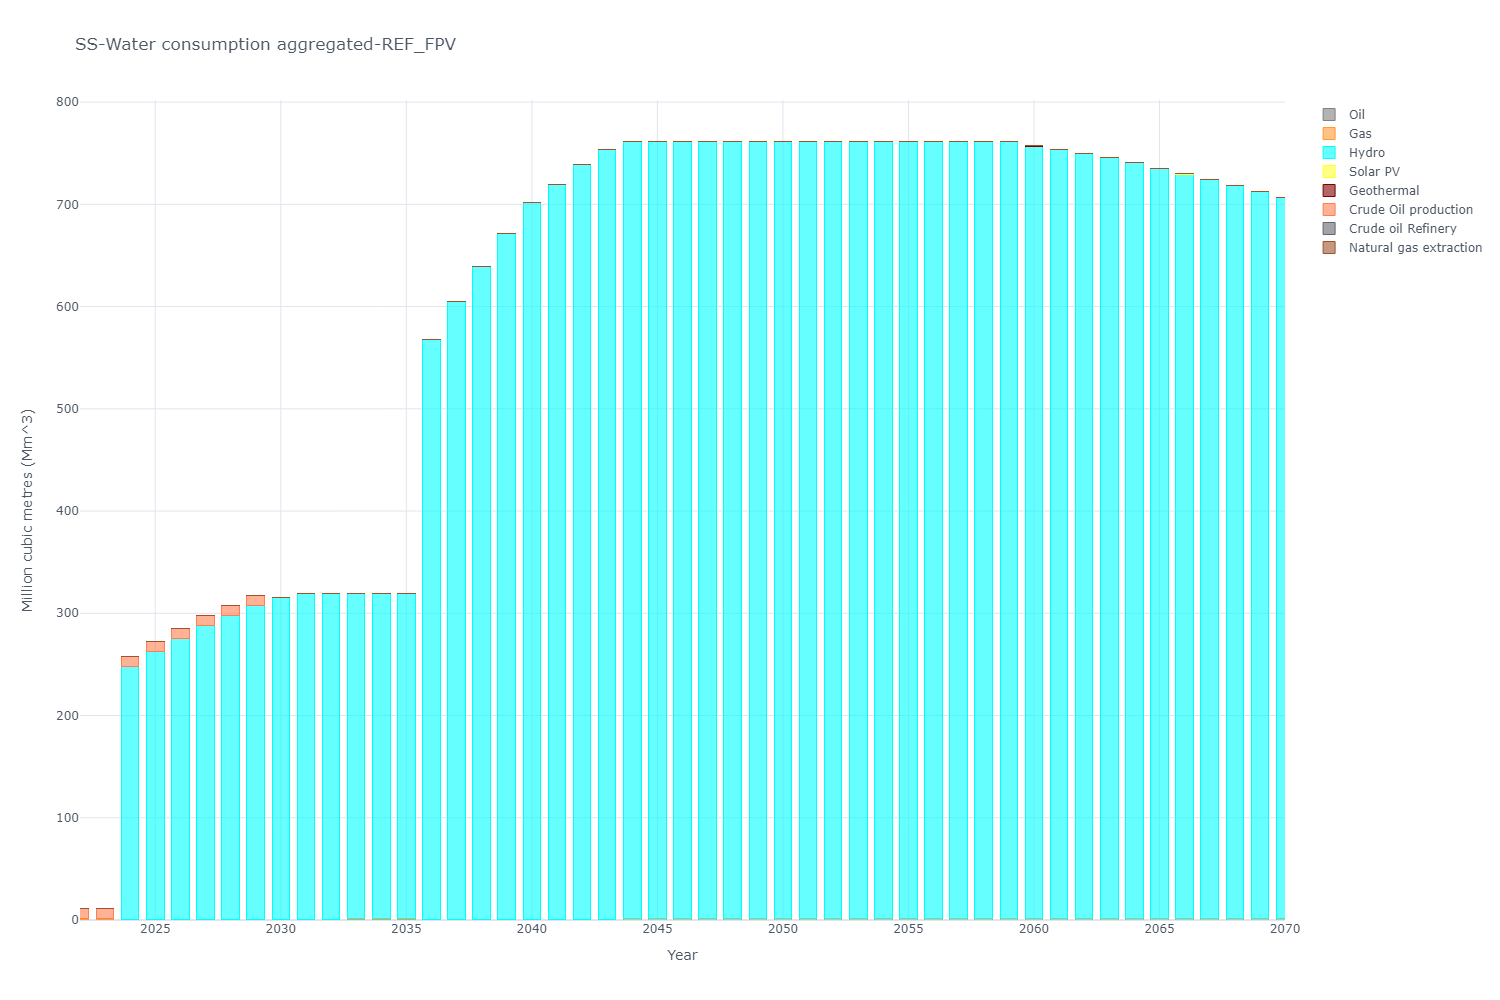 SS-Water consumption aggregated-REF_FPV
800
700
600
500
400
300
200
100
0
Million cubic metres (Mm^3)
2025
2030
2035
2040
2045
2050
2055
2060
2065
2070
Year
Oil
Gas
Hydro
Solar PV
Geothermal
Crude Oil production
Crude oil Refinery
Natural gas extraction